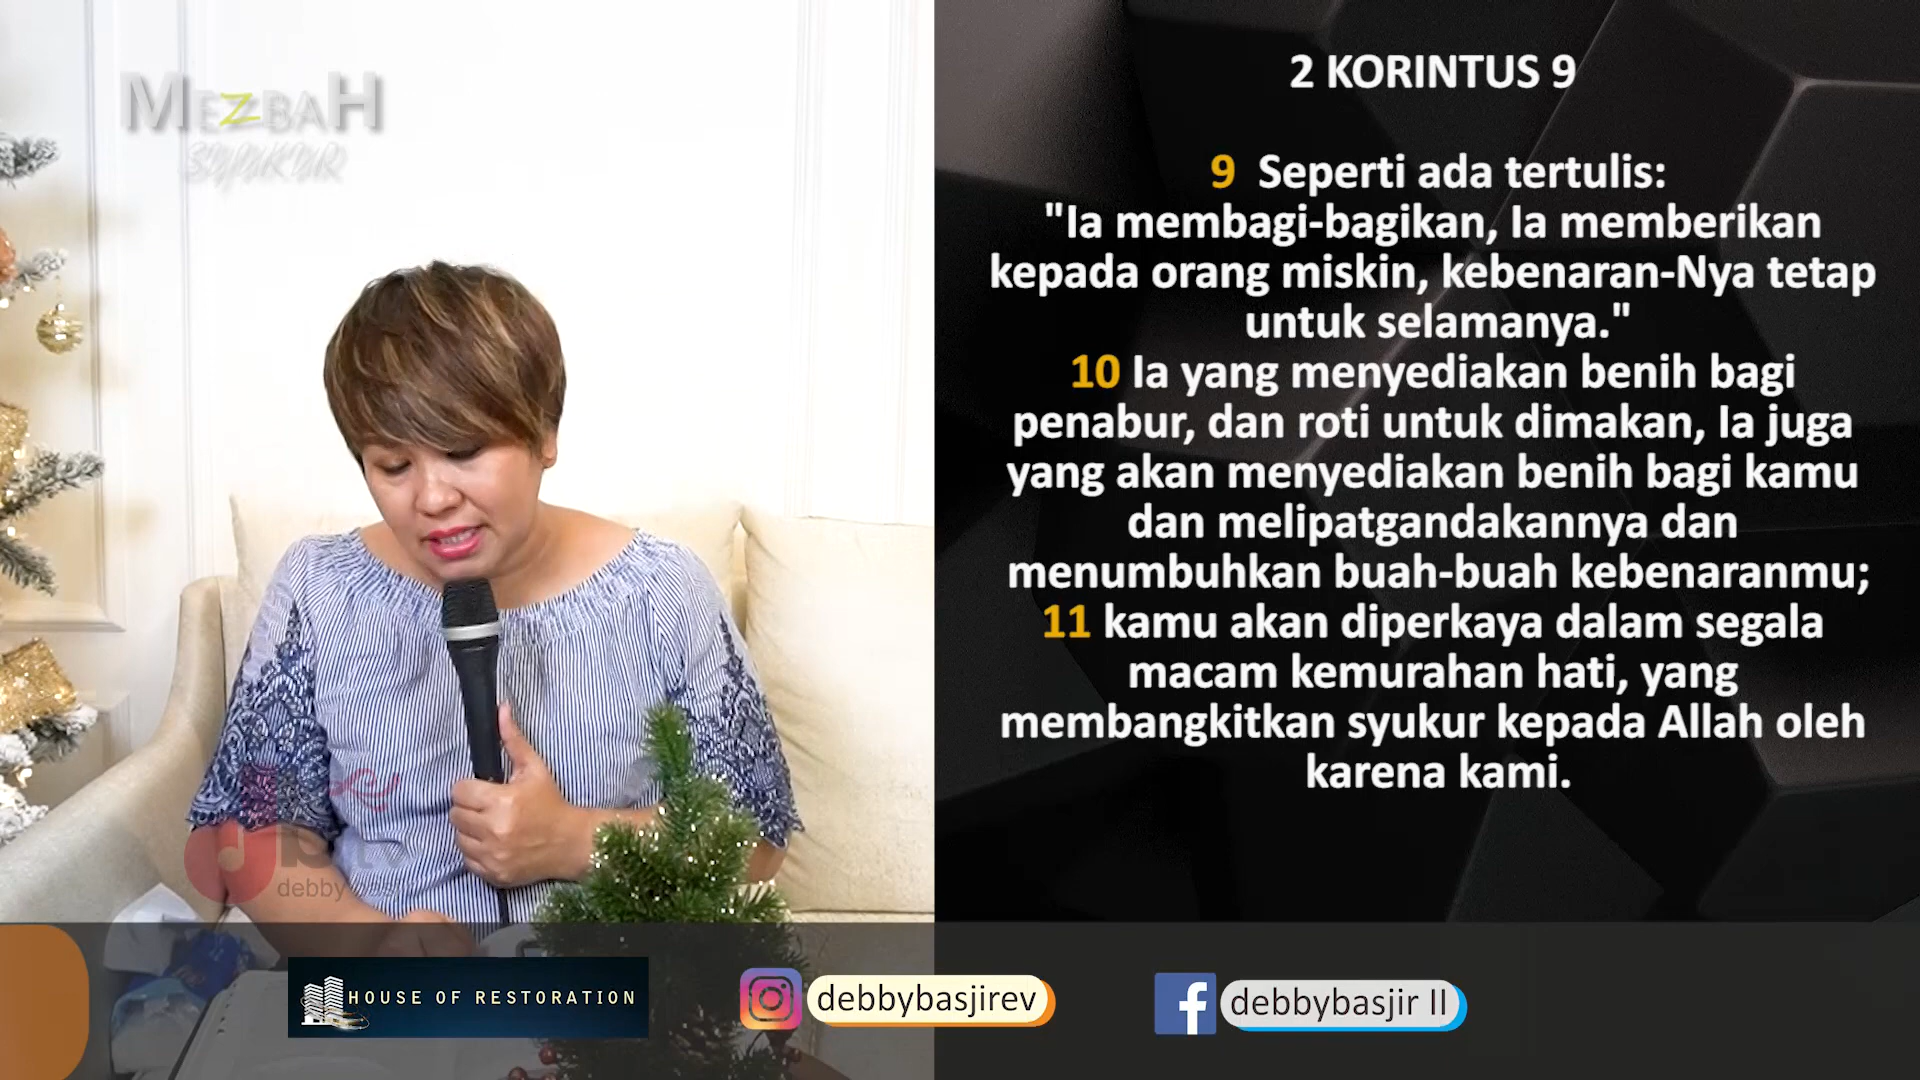 MEZBAH
SYUKUR
2 KORINTUS 9
9 Seperti ada tertulis:
"Ia membagi-bagikan, Ia memberikan
kepada orang miskin, kebenaran-Nya tetap
untuk selamanya."
10 Ia yang menyediakan benih bagi
penabur, dan roti untuk dimakan, Ia juga
yang akan menyediakan benih bagi kamu
dan melipatgandakannya dan
menumbuhkan buah-buah kebenaranmu;
11 kamu akan diperkaya dalam segala
macam kemurahan hati, yang
membangkitkan syukur kepada Allah oleh
karena kami.
debby
HOUSE OF RESTORATION
debbybasjirev
debbybasjir II